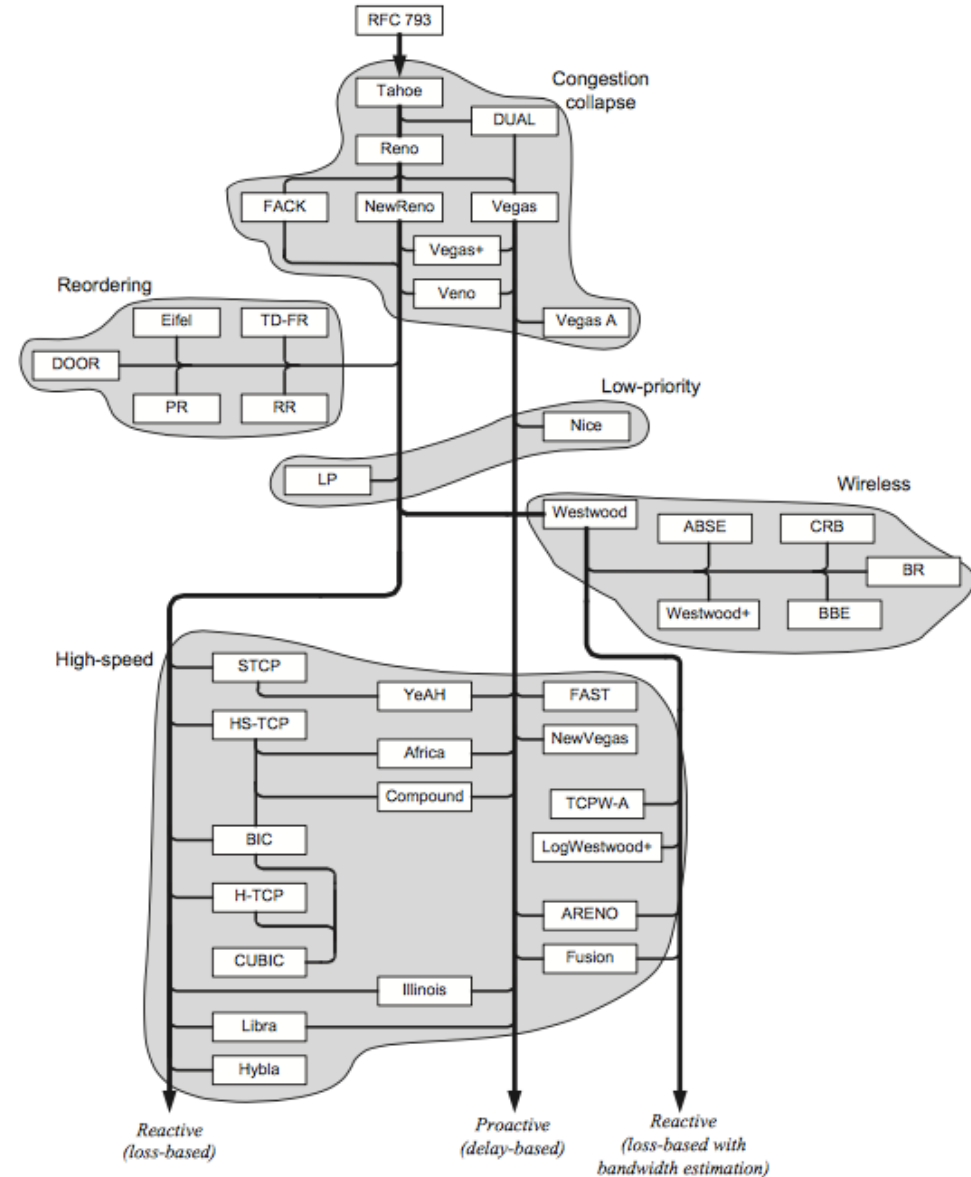 RFC 793
Congestion
collapse
Tahoe
DUAL
Reno
FACK
NewReno
Vegas
Vegas+
Veno
Vegas A
Reordering
Eifel
TD-FR
DOOR
PR
RR
Low-priority
Nice
LP
Wireless
Westwood
ABSE
CRB
BR
Westwood+
BBE
High-speed
STCP
YeAH
FAST
HS-TCP
NewVegas
Africa
Compound
TCPW-A
BIC
LogWestwood+
H-TCP
ARENO
CUBIC
Fusion
Illinois
Libra
Hybla
Reactive
(loss-based)
Proactive
(delay-based)
Reactive
(loss-based with
bandwidth estimation)